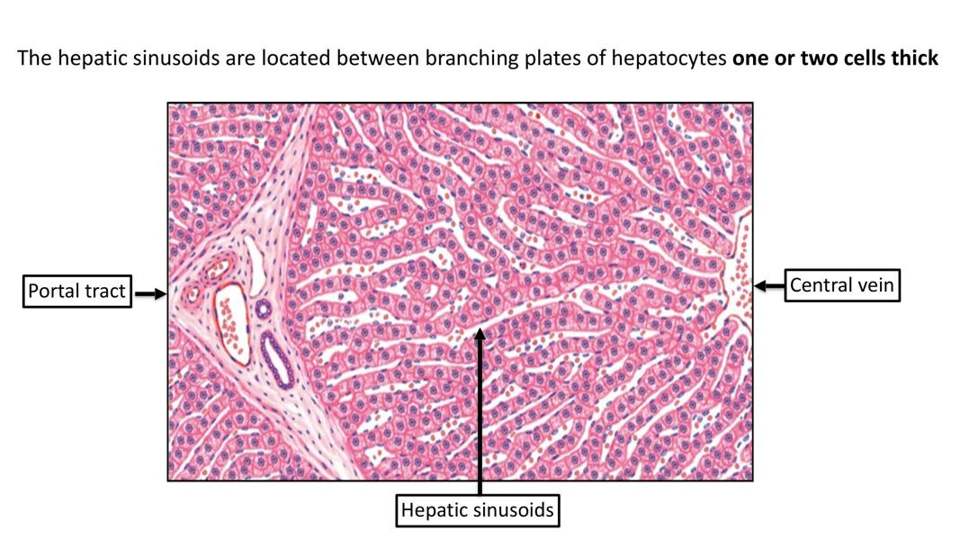 The hepatic sinusoids are located between branching plates of hepatocytes one or two cells thick
Portal tract
Central vein
Hepatic sinusoids